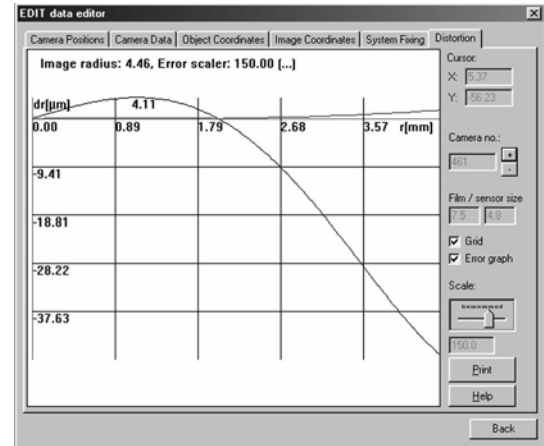 EDIT data editor
Camera Positions Camera Data Object Coordinates Image Coordinates System Fixing Distortion
Image radius: 4.46, Error scaler: 150.00 (...)
dr[µm] 4.11
0.00 0.89 1.79 2.68 3.57 r[mm]
-9.41
-18.81
-28.22
-37.63
Cursor:
X: 5.37
Y: -56.23
Camera no.:
461 + -
Film / sensor size
7.5 4.8
Grid
Error graph
Scale:
150.0
Print
Help
Back